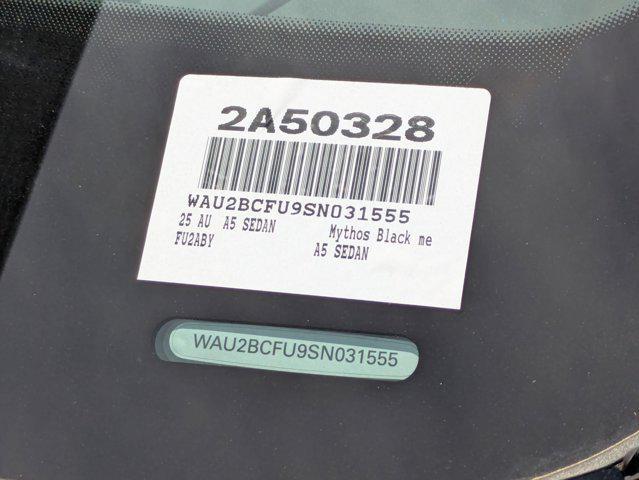 2A50328
WAU2BCFU9SN031555
25 AU A5 SEDAN Mythos Black me
FU2ABY A5 SEDAN
WAU2BCFU9SN031555